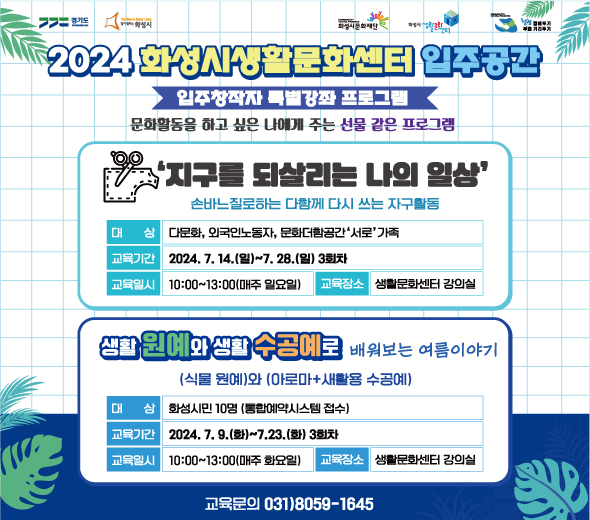 경기도
화성시
화성시문화재단
화성시 생활문화센터
2024 화성시생활문화센터 입주공간
입주창작자 특별강좌 프로그램
문화활동을 하고 싶은 나에게 주는 선물 같은 프로그램
'지구를 되살리는 나의 일상'
손바느질로하는 다함께 다시 쓰는 자구활동
대 상 다문화, 외국인노동자, 문화더함공간 '서로' 가족
교육기간 2024. 7. 14.(일)~7. 28.(일) 3회차
교육일시 10:00~13:00(매주 일요일) 교육장소 생활문화센터 강의실
생활 원예와 생활 수공예로 배워보는 여름이야기
(식물 원예)와 (아로마+새활용 수공예)
대 상 화성시민 10명 (통합예약시스템 접수)
교육기간 2024. 7. 9.(화)~7.23.(화) 3회차
교육일시 10:00~13:00(매주 화요일) 교육장소 생활문화센터 강의실
교육문의 031)8059-1645